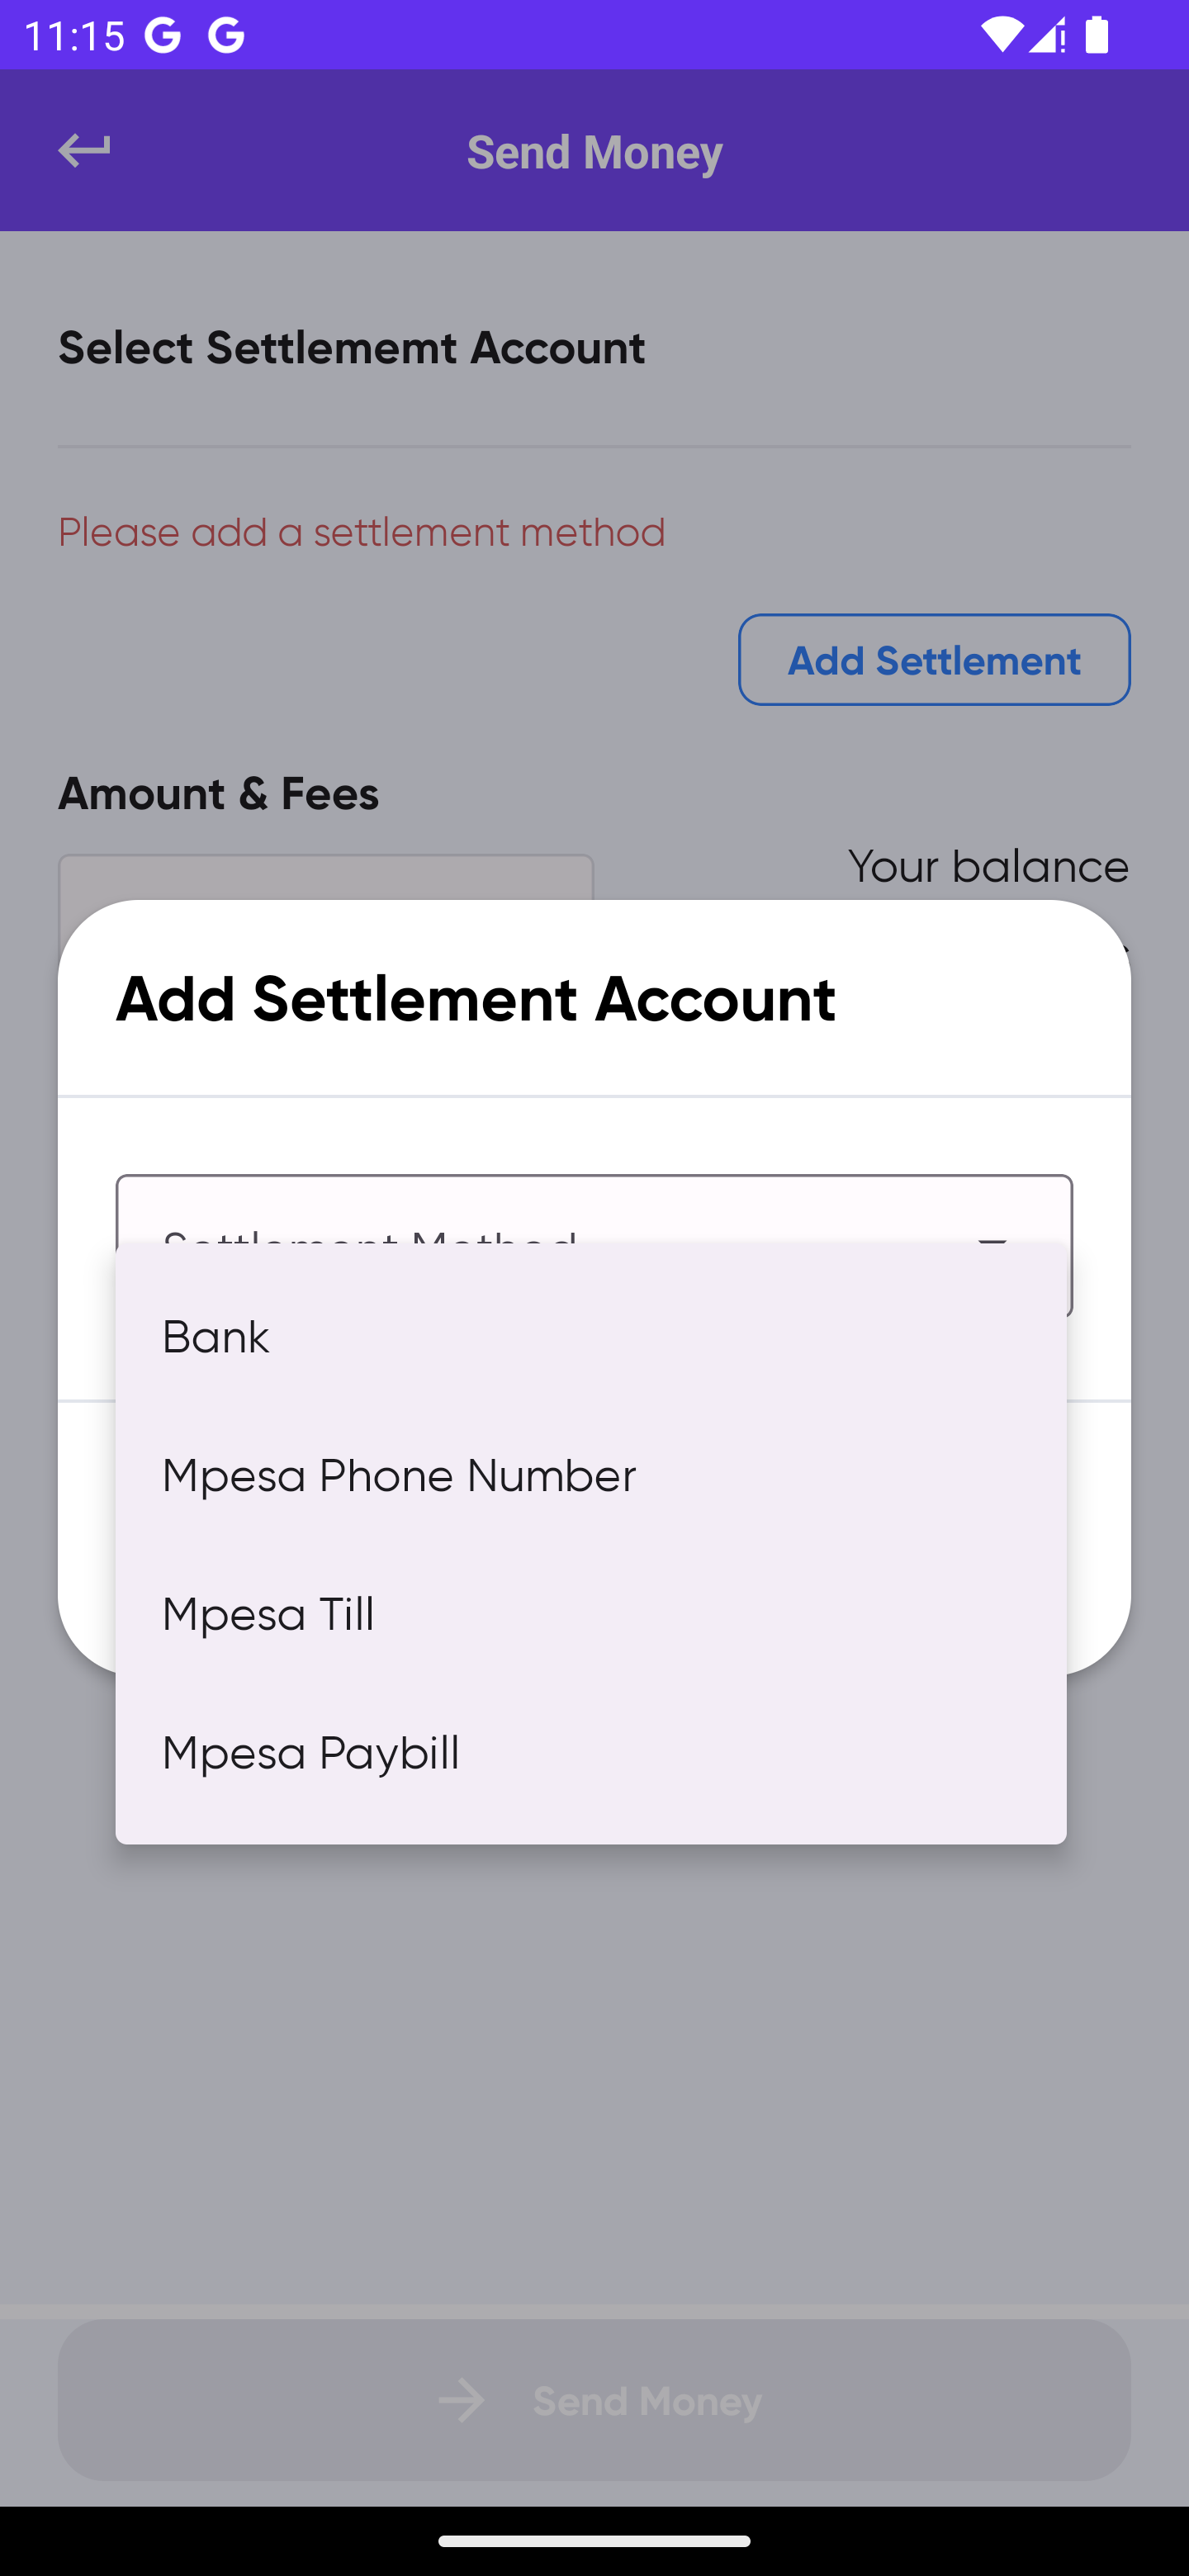 11:15 G G
Send Money
Select Settlememt Account
Please add a settlement method
Add Settlement
Amount & Fees
Your balance
Add Settlement Account
Settlement Method
Bank
Mpesa Phone Number
Mpesa Till
Mpesa Paybill
Send Money